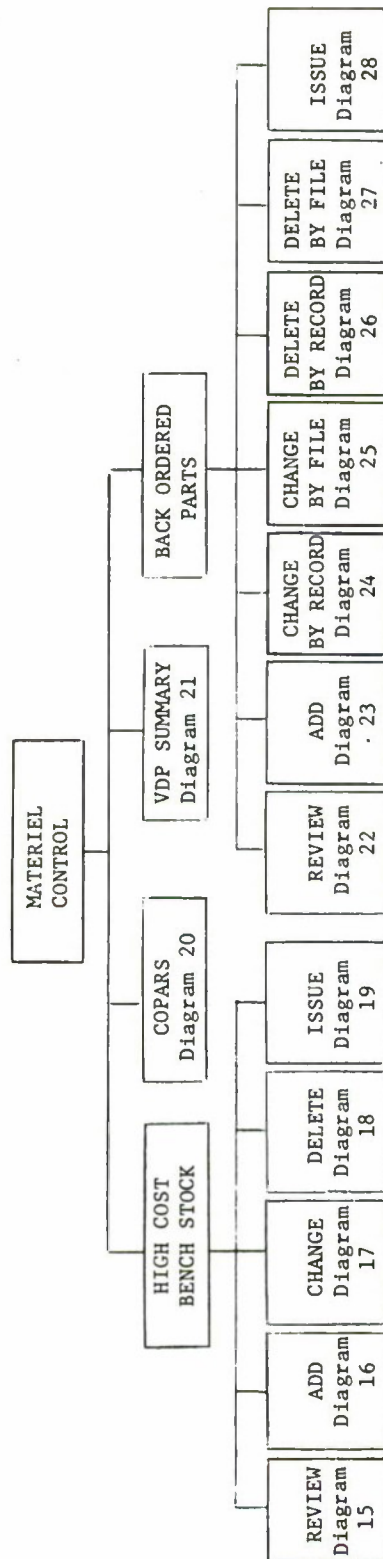 MATERIEL
CONTROL
HIGH COST
BENCH STOCK
COPARS
Diagram 20
VDP SUMMARY
Diagram 21
BACK ORDERED
PARTS
REVIEW
Diagram
15
ADD
Diagram
16
CHANGE
Diagram
17
DELETE
Diagram
18
ISSUE
Diagram
19
REVIEW
Diagram
22
ADD
Diagram
23
CHANGE
BY RECORD
Diagram
24
CHANGE
BY FILE
Diagram
25
DELETE
BY RECORD
Diagram
26
DELETE
BY FILE
Diagram
27
ISSUE
Diagram
28